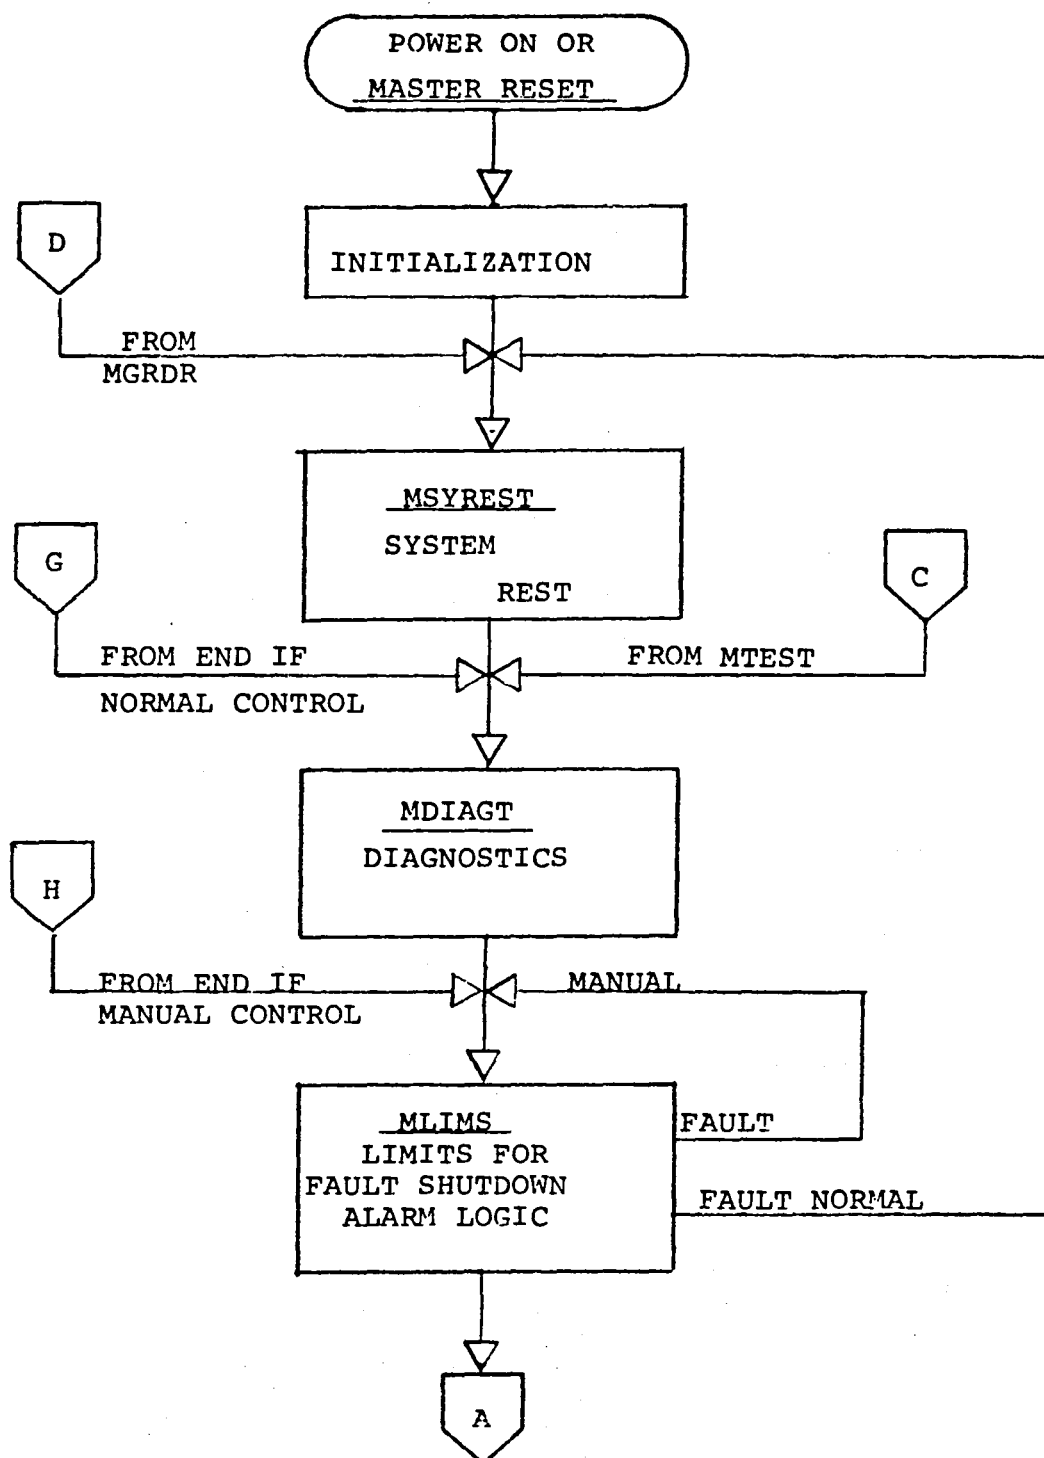 POWER ON OR
MASTER RESET
D
INITIALIZATION
FROM
MGRDR
MSYREST
SYSTEM
REST
G
C
FROM END IF
NORMAL CONTROL
FROM MTEST
MDIAGT
DIAGNOSTICS
H
FROM END IF
MANUAL CONTROL
MANUAL
MLIMS
LIMITS FOR
FAULT SHUTDOWN
ALARM LOGIC
FAULT
FAULT NORMAL
A